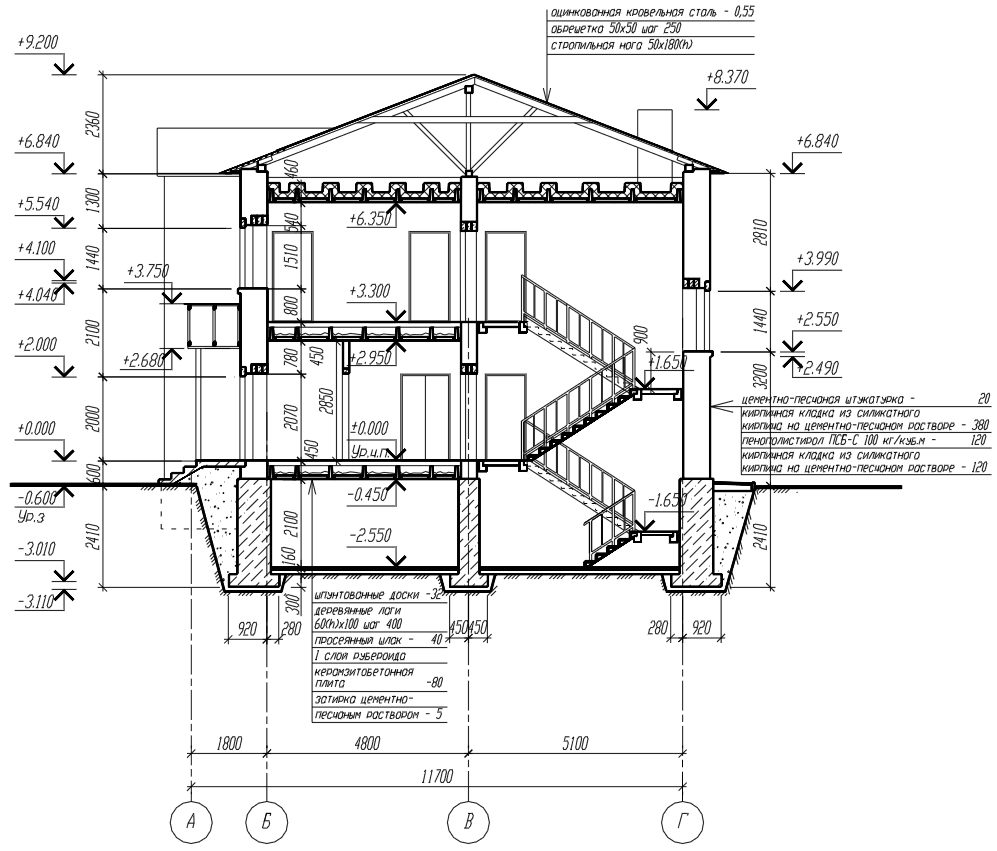 оцинкованная кровельная сталь - 0,55
обрешетка 50х50 шаг 250
стропильная нога 50х180(h)
+9.200
+8.370
2360
+6.840
+6.840
460
1300
+5.540
+6.350
540
2810
+4.100
1440
1510
+3.750
+3.990
+4.040
+3.300
800
2100
1440
+2.550
900
+2.000
+2.680
780
450
+2.950
+1.650
+2.490
3200
2850
2000
2070
цементно-песчаная штукатурка - 20
кирпичная кладка из силикатного
кирпича на цементно-песчаном растворе - 380
пенополистирол ПСБ-С 100 кг/куб.м - 120
кирпичная кладка из силикатного
кирпича на цементно-песчаном растворе - 120
+0.000
±0.000
Ур.ч.п.
450
600
-0.600
Ур.з
-0.450
-1.650
2410
2100
2410
-2.550
-3.010
160
-3.110
300
шпунтованные доски -32
деревянные лаги
60(h)х100 шаг 400
просеянный шлак - 40
1 слой рубероида
керамзитобетонная
плита -80
затирка цементно-
песчаным раствором - 5
920
280
450
450
280
920
1800
4800
5100
11700
А
Б
В
Г